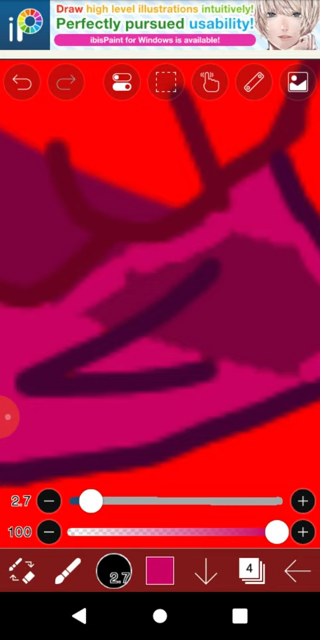 iP
Draw high level illustrations intuitively!
Perfectly pursued usability!
ibisPaint for Windows is available!
2.7
100
2.7
4